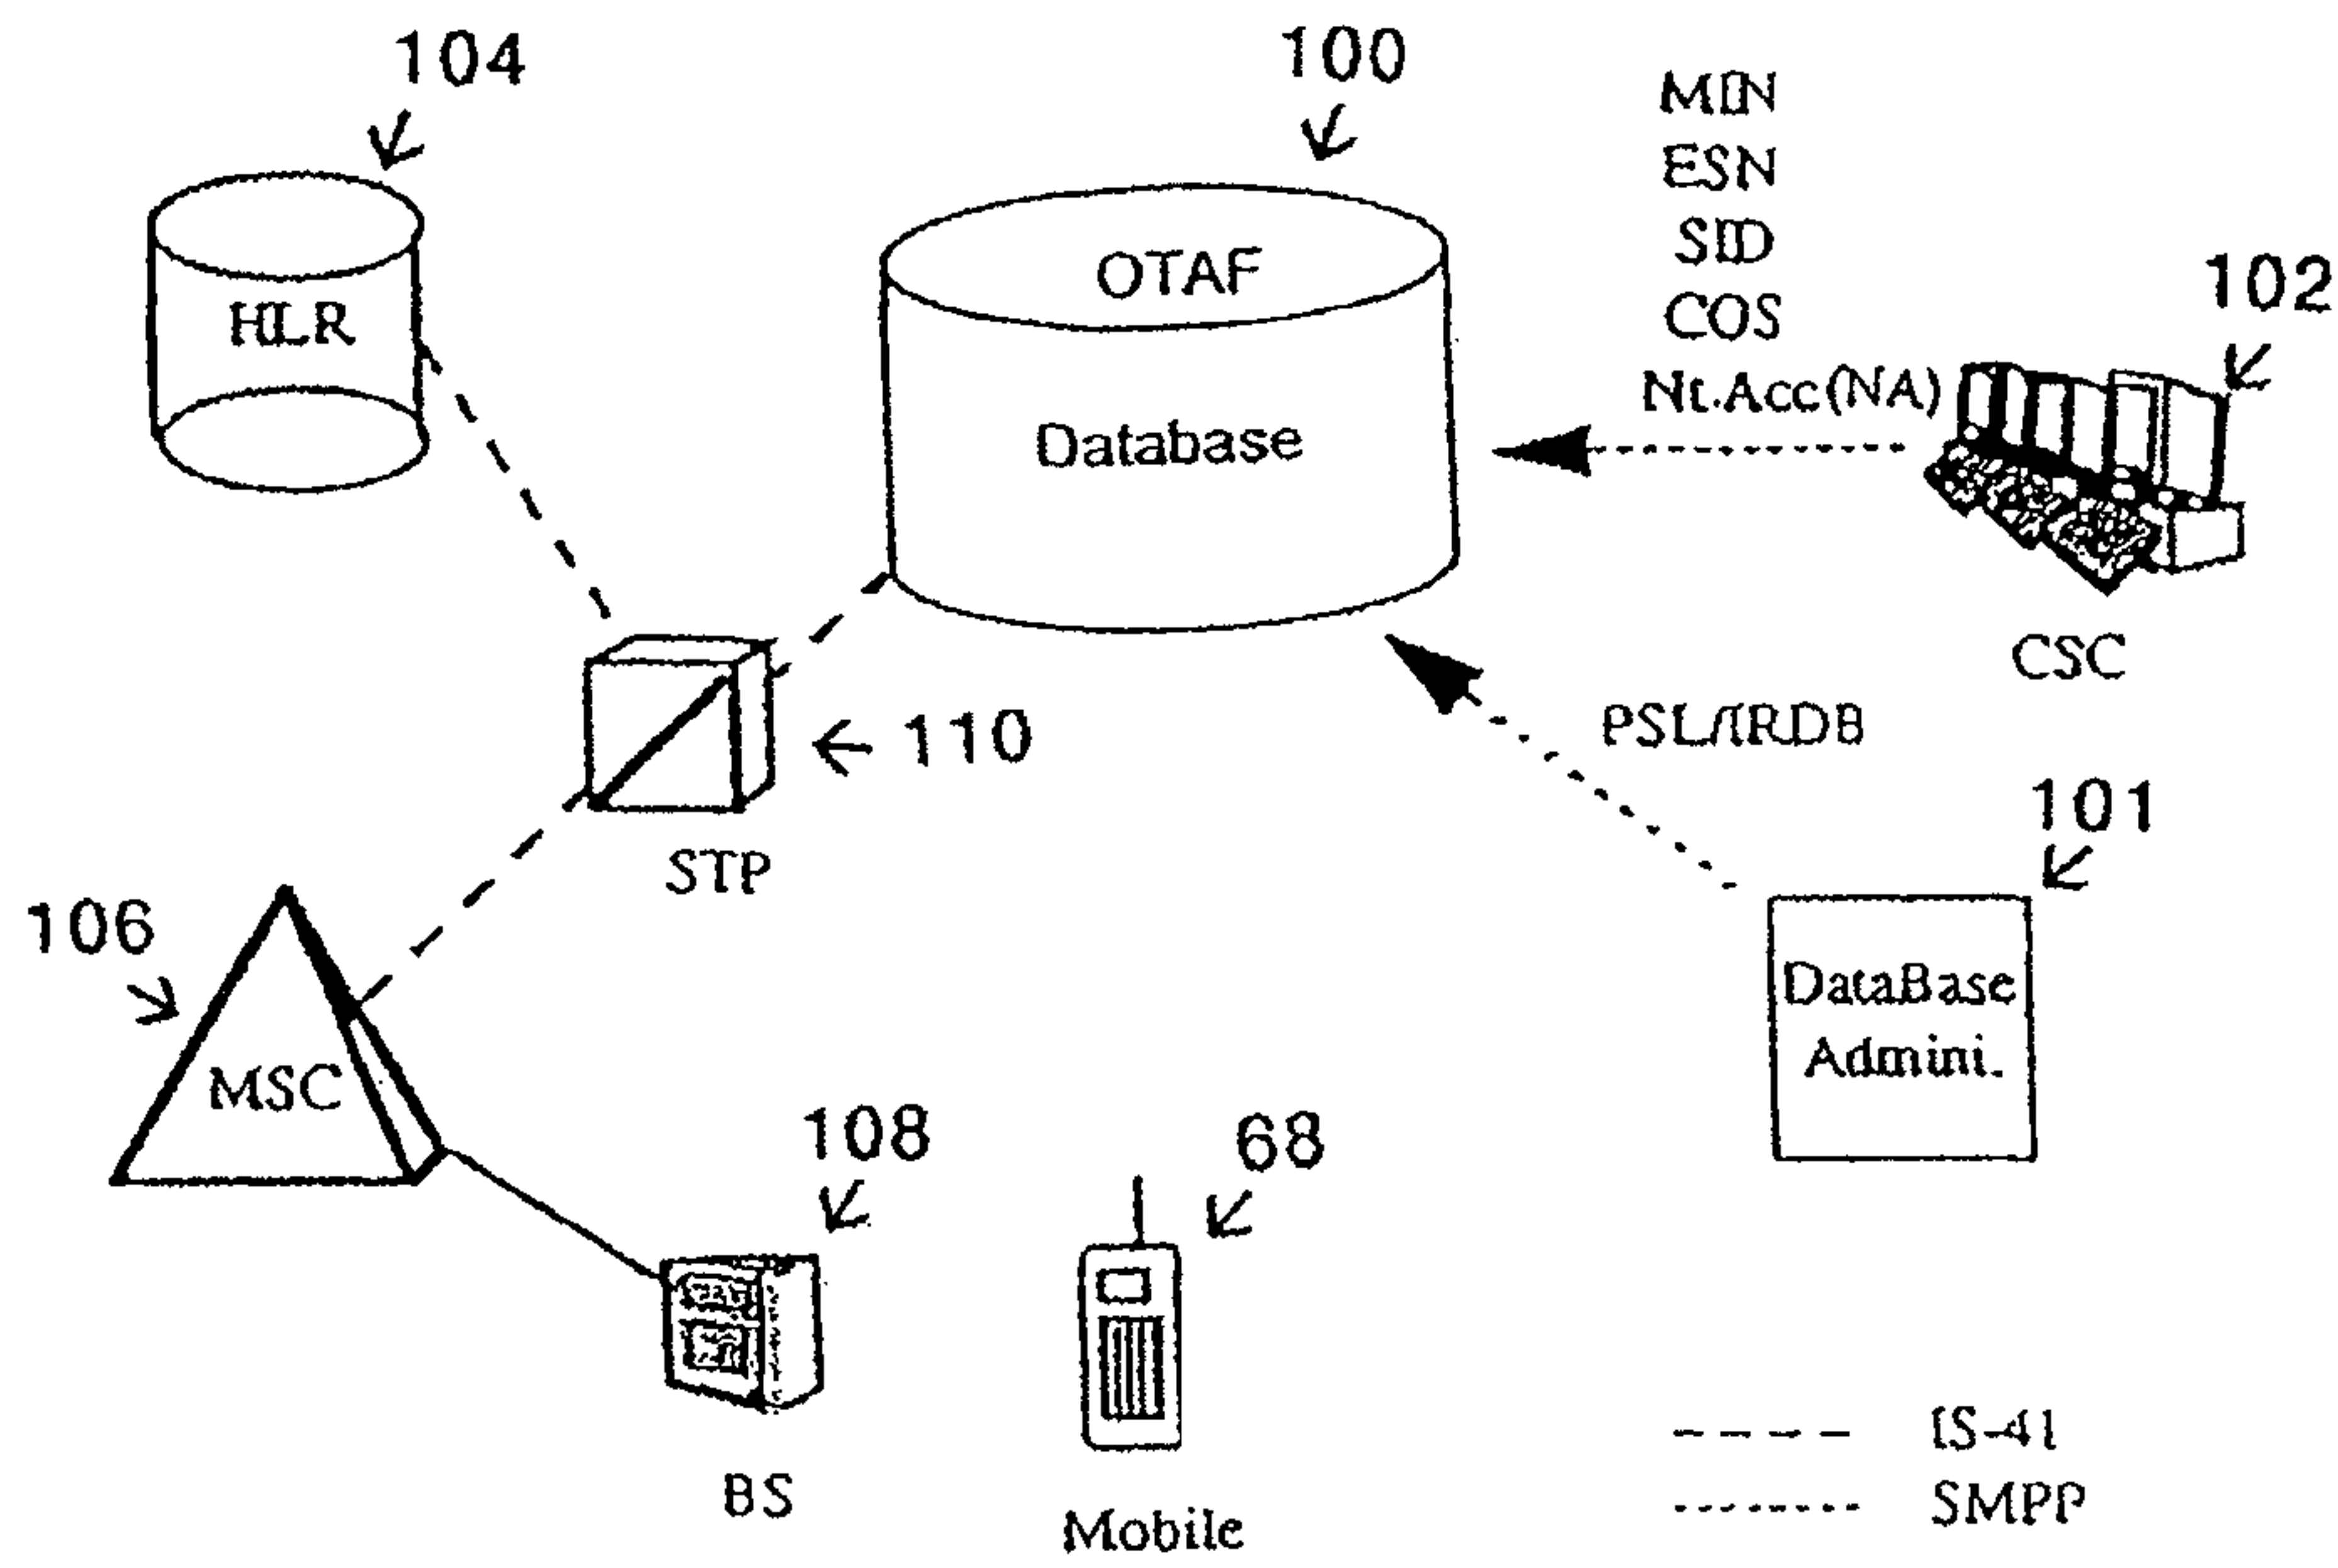 104
100
MIN
ESN
SID
COS
Nt.Acc(NA)
102
HLR
OTAF
Database
CSC
110
PSL/IRDB
STP
101
106
DataBase
Admini.
MSC
108
68
BS
Mobile
IS-41
SMPP